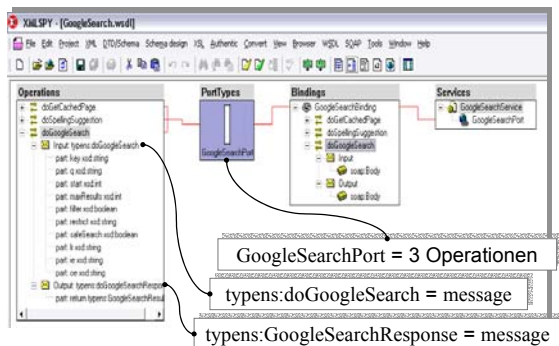 XMLSPY - [GoogleSearch.wsdl]
File Edit Project XML DTD/Schema Schema design XSL Authentic Convert View Browser WSDL SOAP Tools Window Help
Operations
doGetCachedPage
doSpellingSuggestion
doGoogleSearch
Input typens:doGoogleSearch
part: key xsd:string
part: q xsd:string
part: start xsd:int
part: maxResults xsd:int
part: filter xsd:boolean
part: restrict xsd:string
part: safeSearch xsd:boolean
part: lr xsd:string
part: ie xsd:string
part: oe xsd:string
Output typens:doGoogleSearchRespon
part: return typens:GoogleSearchResul
PortTypes
GoogleSearchPort
Bindings
GoogleSearchBinding
doGetCachedPage
doSpellingSuggestion
doGoogleSearch
Input
soap:Body
Output
soap:Body
Services
GoogleSearchService
GoogleSearchPort
GoogleSearchPort = 3 Operationen
typens:doGoogleSearch = message
typens:GoogleSearchResponse = message